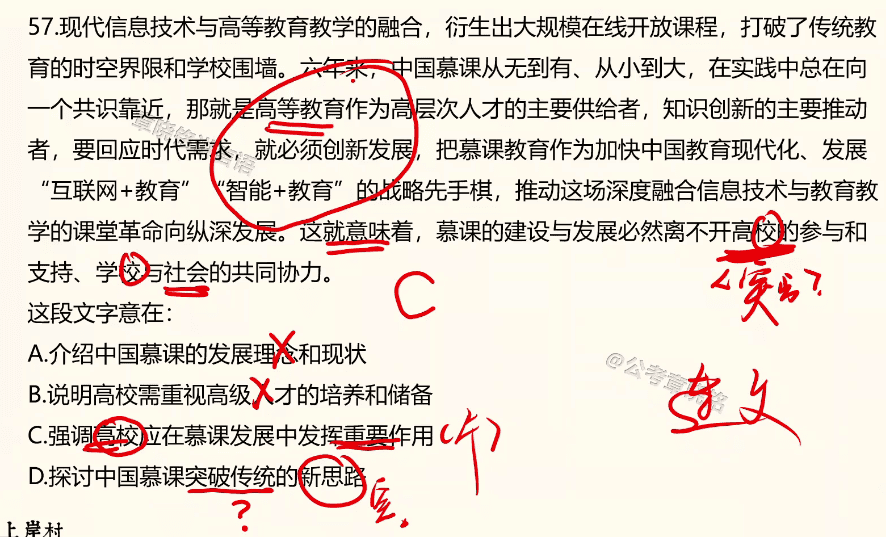 57.现代信息技术与高等教育教学的融合，衍生出大规模在线开放课程，打破了传统教
育的时空界限和学校围墙。六年来，中国慕课从无到有、从小到大，在实践中总在向
一个共识靠近，那就是高等教育作为高层次人才的主要供给者，知识创新的主要推动
者，要回应时代需求，就必须创新发展，把慕课教育作为加快中国教育现代化、发展
“互联网+教育”“智能+教育”的战略先手棋，推动这场深度融合信息技术与教育教
学的课堂革命向纵深发展。这就意味着，慕课的建设与发展必然离不开高校的参与和
支持、学校与社会的共同协力。
C
这段文字意在：
A.介绍中国慕课的发展理念和现状
@公考章晓铭
B.说明高校需重视高级人才的培养和储备
C.强调高校应在慕课发展中发挥重要作用
D.探讨中国慕课突破传统的新思路
?
上岸村